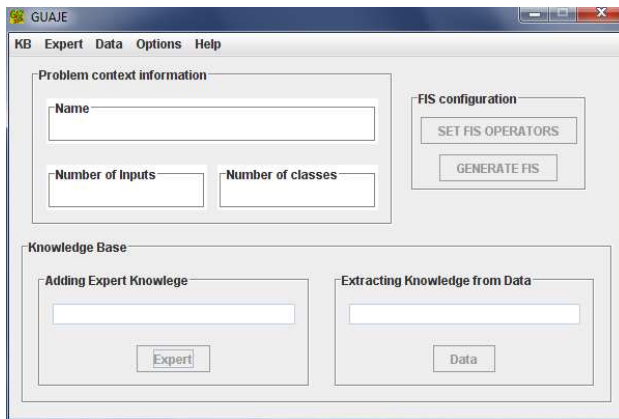 GUAJE
KB Expert Data Options Help
Problem context information
Name
Number of Inputs Number of classes
FIS configuration
SET FIS OPERATORS
GENERATE FIS
Knowledge Base
Adding Expert Knowlege
Expert
Extracting Knowledge from Data
Data